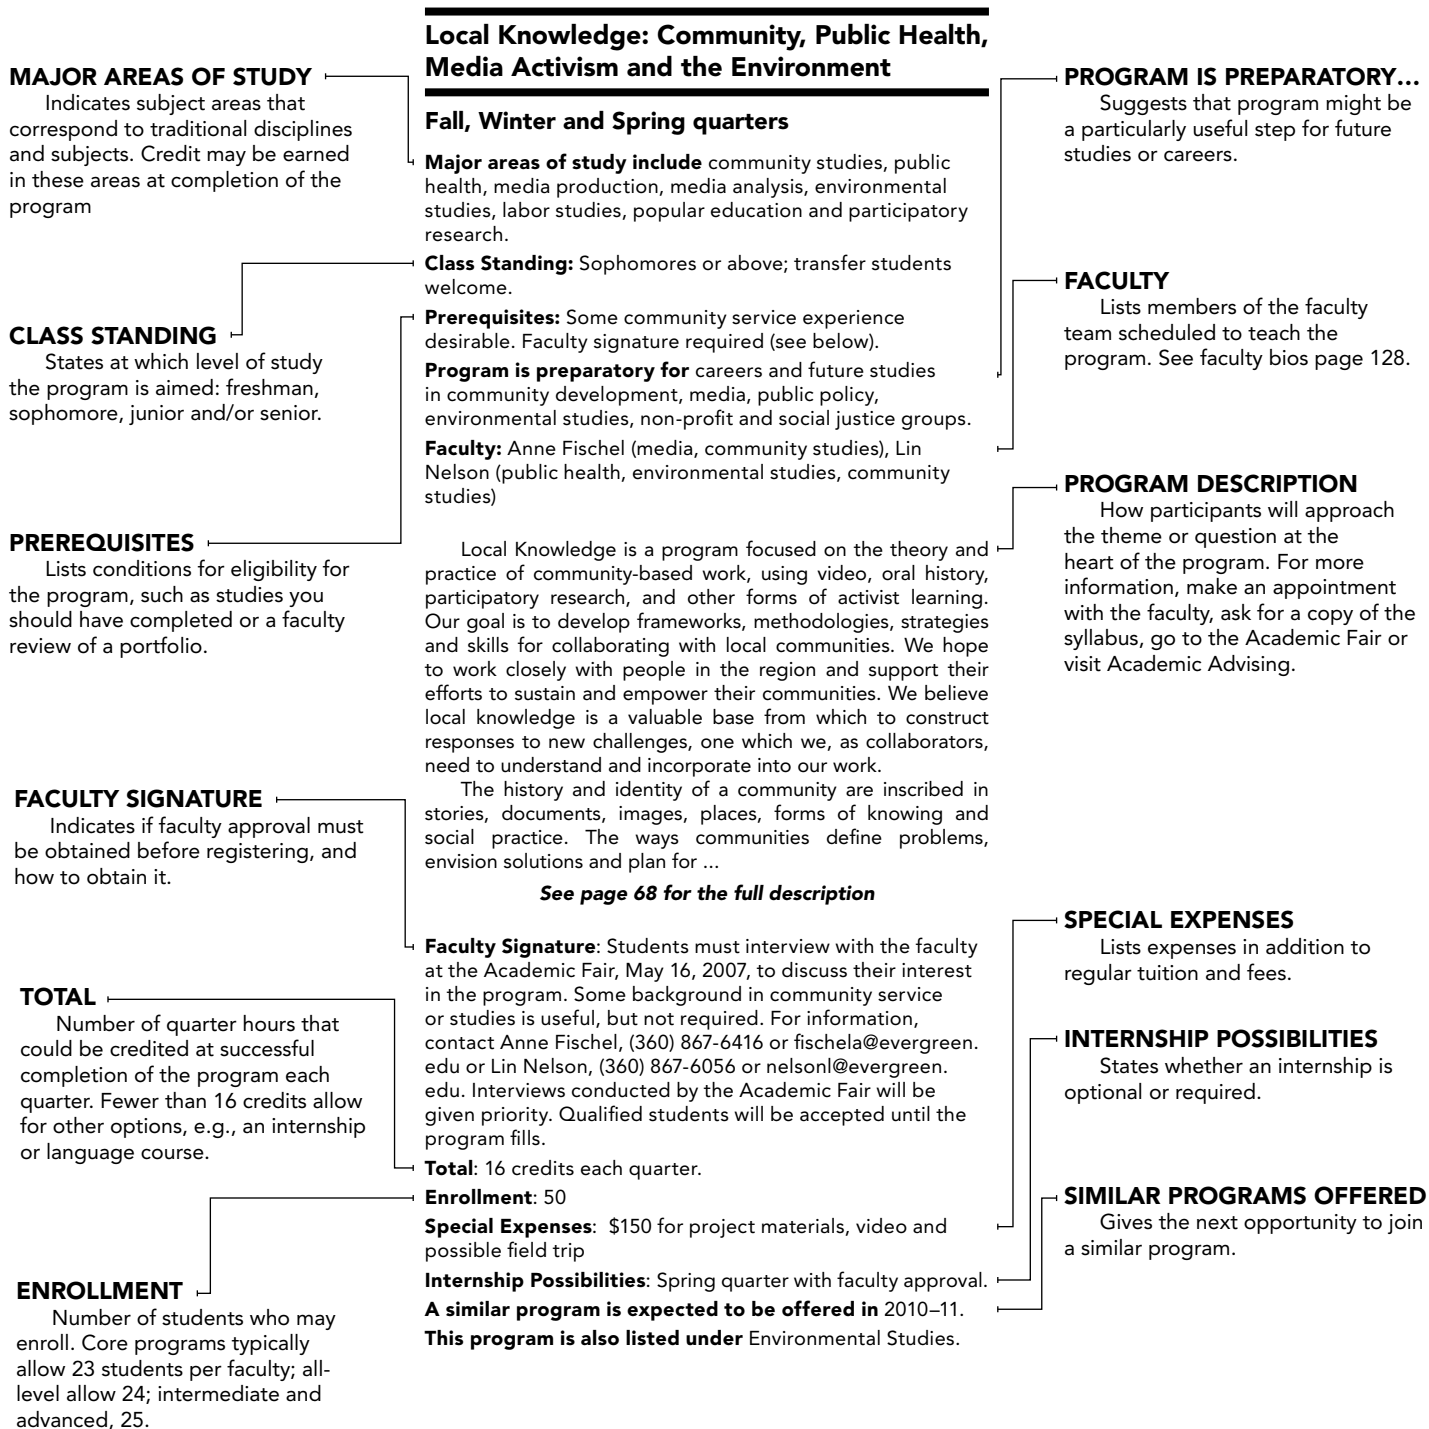 Local Knowledge: Community, Public Health,
Media Activism and the Environment
Fall, Winter and Spring quarters
Major areas of study include community studies, public
health, media production, media analysis, environmental
studies, labor studies, popular education and participatory
research.
Class Standing: Sophomores or above; transfer students
welcome.
Prerequisites: Some community service experience
desirable. Faculty signature required (see below).
Program is preparatory for careers and future studies
in community development, media, public policy,
environmental studies, non-profit and social justice groups.
Faculty: Anne Fischel (media, community studies), Lin
Nelson (public health, environmental studies, community
studies)
Local Knowledge is a program focused on the theory and
practice of community-based work, using video, oral history,
participatory research, and other forms of activist learning.
Our goal is to develop frameworks, methodologies, strategies
and skills for collaborating with local communities. We hope
to work closely with people in the region and support their
efforts to sustain and empower their communities. We believe
local knowledge is a valuable base from which to construct
responses to new challenges, one which we, as collaborators,
need to understand and incorporate into our work.
The history and identity of a community are inscribed in
stories, documents, images, places, forms of knowing and
social practice. The ways communities define problems,
envision solutions and plan for ...
See page 68 for the full description
Faculty Signature: Students must interview with the faculty
at the Academic Fair, May 16, 2007, to discuss their interest
in the program. Some background in community service
or studies is useful, but not required. For information,
contact Anne Fischel, (360) 867-6416 or fischela@evergreen.
edu or Lin Nelson, (360) 867-6056 or nelsonl@evergreen.
edu. Interviews conducted by the Academic Fair will be
given priority. Qualified students will be accepted until the
program fills.
Total: 16 credits each quarter.
Enrollment: 50
Special Expenses: $150 for project materials, video and
possible field trip
Internship Possibilities: Spring quarter with faculty approval.
A similar program is expected to be offered in 2010–11.
This program is also listed under Environmental Studies.
MAJOR AREAS OF STUDY
Indicates subject areas that
correspond to traditional disciplines
and subjects. Credit may be earned
in these areas at completion of the
program
CLASS STANDING
States at which level of study
the program is aimed: freshman,
sophomore, junior and/or senior.
PREREQUISITES
Lists conditions for eligibility for
the program, such as studies you
should have completed or a faculty
review of a portfolio.
FACULTY SIGNATURE
Indicates if faculty approval must
be obtained before registering, and
how to obtain it.
TOTAL
Number of quarter hours that
could be credited at successful
completion of the program each
quarter. Fewer than 16 credits allow
for other options, e.g., an internship
or language course.
ENROLLMENT
Number of students who may
enroll. Core programs typically
allow 23 students per faculty; all-
level allow 24; intermediate and
advanced, 25.
PROGRAM IS PREPARATORY...
Suggests that program might be
a particularly useful step for future
studies or careers.
FACULTY
Lists members of the faculty
team scheduled to teach the
program. See faculty bios page 128.
PROGRAM DESCRIPTION
How participants will approach
the theme or question at the
heart of the program. For more
information, make an appointment
with the faculty, ask for a copy of the
syllabus, go to the Academic Fair or
visit Academic Advising.
SPECIAL EXPENSES
Lists expenses in addition to
regular tuition and fees.
INTERNSHIP POSSIBILITIES
States whether an internship is
optional or required.
SIMILAR PROGRAMS OFFERED
Gives the next opportunity to join
a similar program.